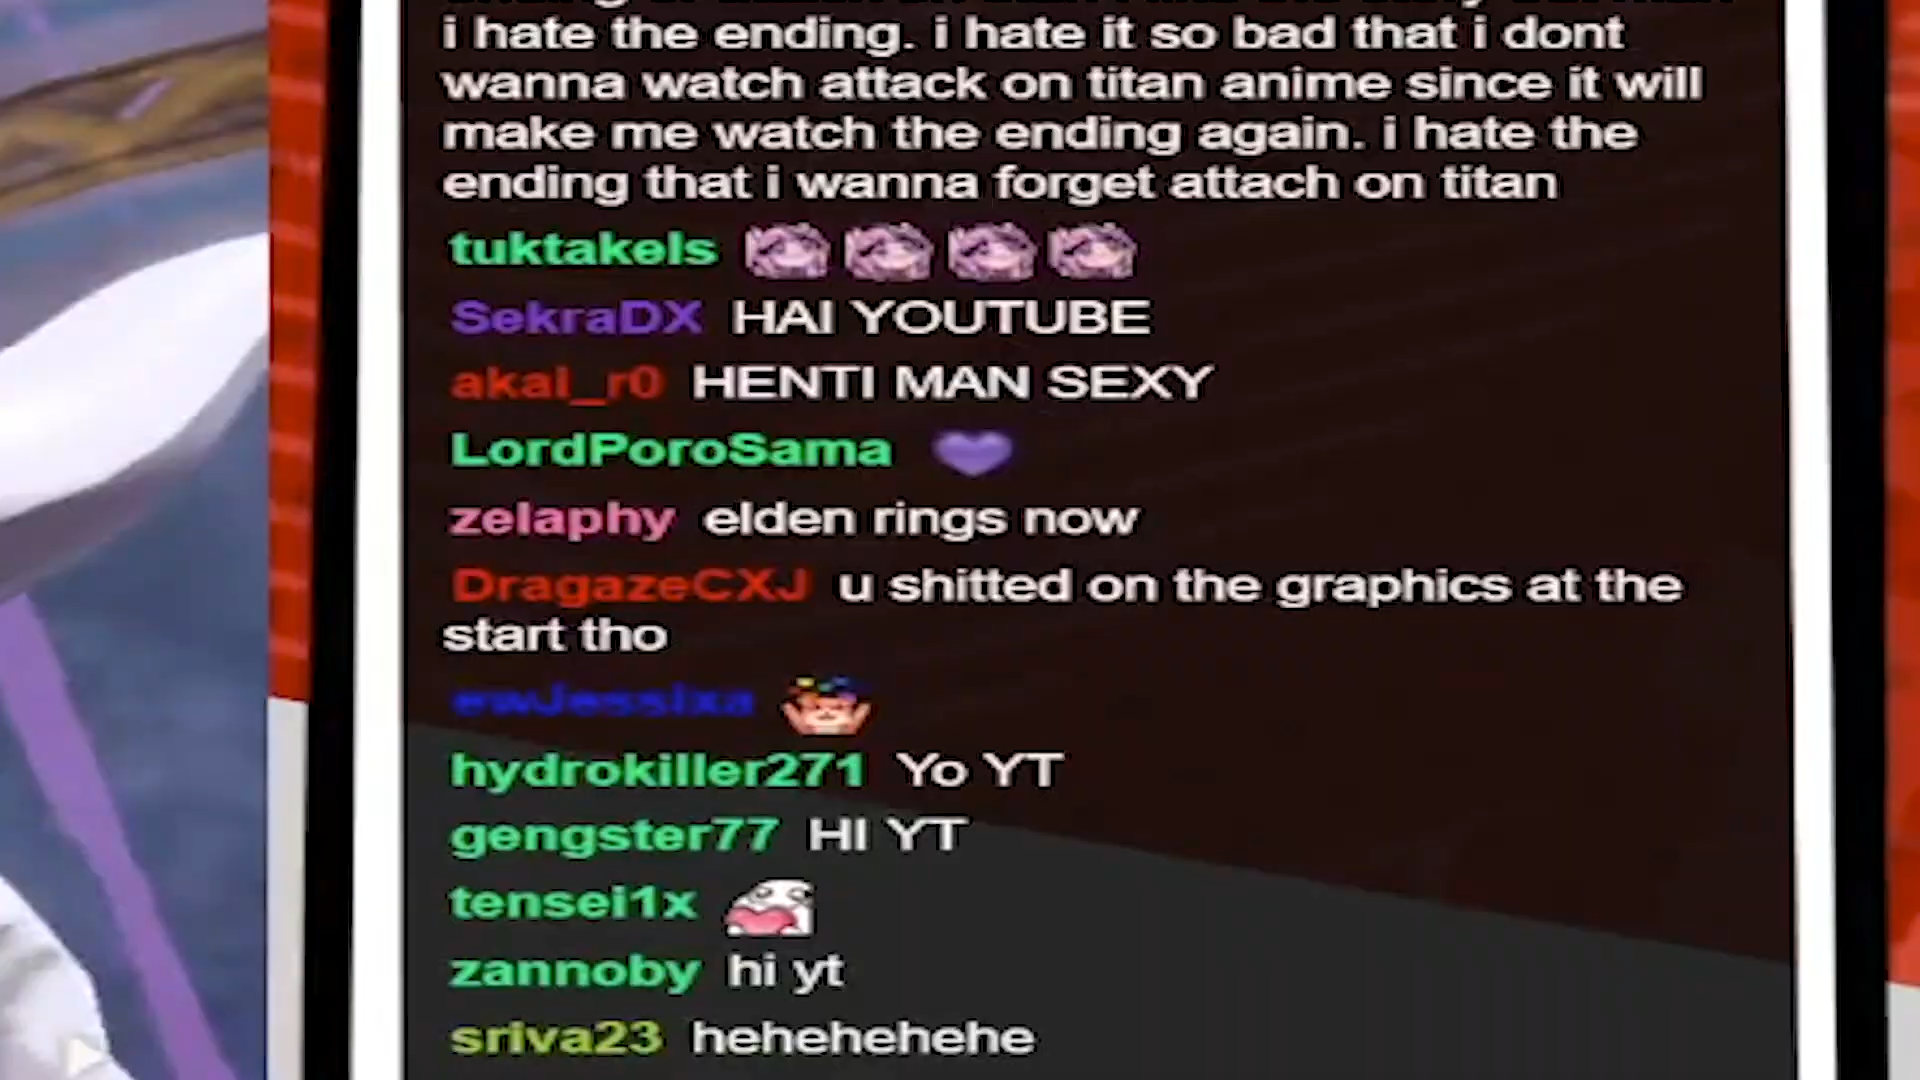 i hate the ending. i hate it so bad that i dont
wanna watch attack on titan anime since it will
make me watch the ending again. i hate the
ending that i wanna forget attach on titan
tuktakels
SekraDX HAI YOUTUBE
akai_r0 HENTI MAN SEXY
LordPoroSama
zelaphy elden rings now
DragazeCXJ u shitted on the graphics at the
start tho
ewJessixa
hydrokiller271 Yo YT
gengster77 HI YT
tensei1x
zannoby hi yt
sriva23 hehehehehe